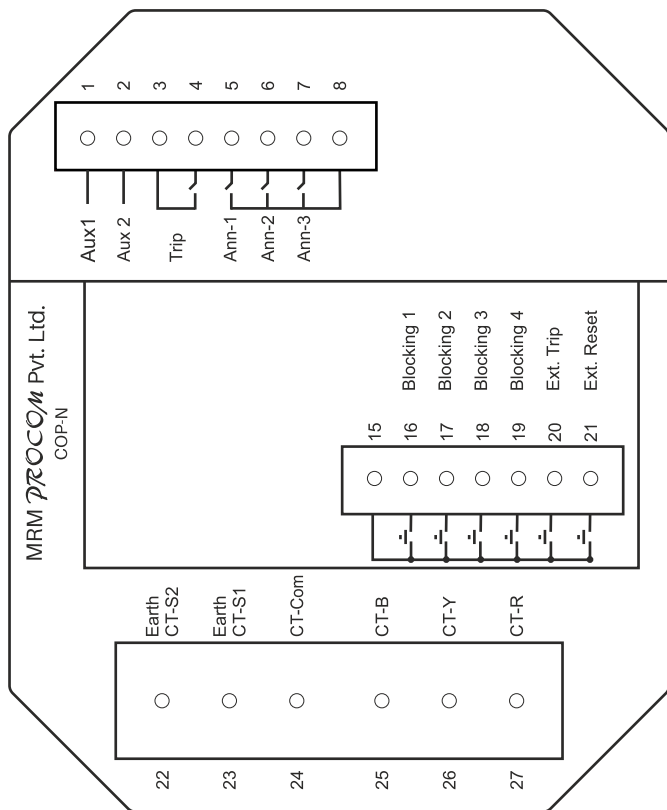 1
2
3
4
5
6
7
8
Aux1
Aux 2
Trip
Ann-1
Ann-2
Ann-3
MRM PROCOM Pvt. Ltd.
COP-N
Blocking 1
Blocking 2
Blocking 3
Blocking 4
Ext. Trip
Ext. Reset
15
16
17
18
19
20
21
Earth
CT-S2
Earth
CT-S1
CT-Com
CT-B
CT-Y
CT-R
22
23
24
25
26
27